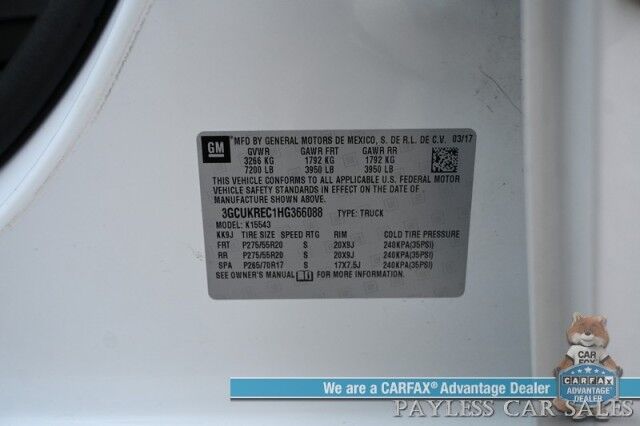 GM
MFD BY GENERAL MOTORS DE MEXICO, S. DE R.L. DE C.V. 03/17
GVWR GAWR FRT GAWR RR
3266 KG 1792 KG 1792 KG
7200 LB 3950 LB 3950 LB
THIS VEHICLE CONFORMS TO ALL APPLICABLE U.S. FEDERAL MOTOR
VEHICLE SAFETY STANDARDS IN EFFECT ON THE DATE OF
MANUFACTURE SHOWN ABOVE.
3GCUKREC1HG366088 TYPE: TRUCK
MODEL: K15543
KK9J TIRE SIZE SPEED RTG RIM COLD TIRE PRESSURE
FRT P275/55R20 S 20X9J 240KPA(35PSI)
RR P275/55R20 S 20X9J 240KPA(35PSI)
SPA P265/70R17 S 17X7.5J 240KPA(35PSI)
SEE OWNER'S MANUAL FOR MORE INFORMATION.
CAR
FOX
We are a CARFAX® Advantage Dealer
CARFAX
ADVANTAGE
DEALER
PAYLESS CAR SALES